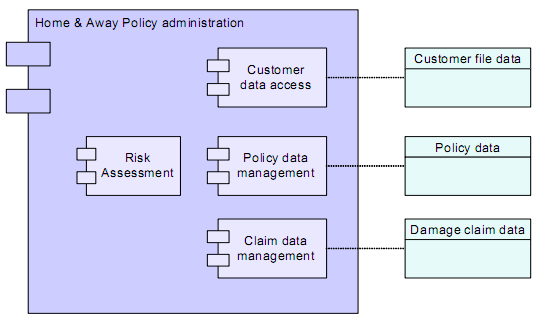 Home & Away Policy administration
Customer
data access
Customer file data
Risk
Assessment
Policy data
management
Policy data
Claim data
management
Damage claim data